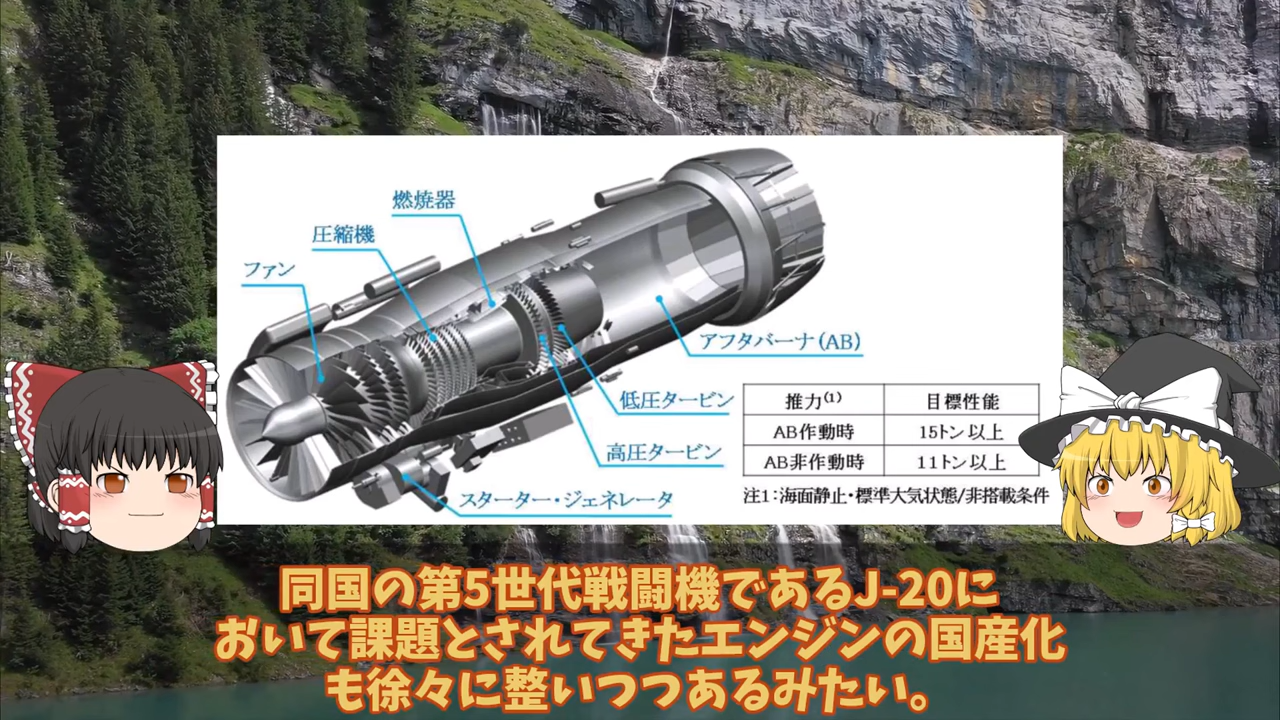 燃焼器
圧縮機
ファン
アフタバーナ(AB)
低圧タービン
高圧タービン
スターター・ジェネレータ
推力(1) 目標性能
AB作動時 15トン以上
AB非作動時 11トン以上
注1:海面静止・標準大気状態/非搭載条件
同国の第5世代戦闘機であるJ-20に
おいて課題とされてきたエンジンの国産化
も徐々に整いつつあるみたい。